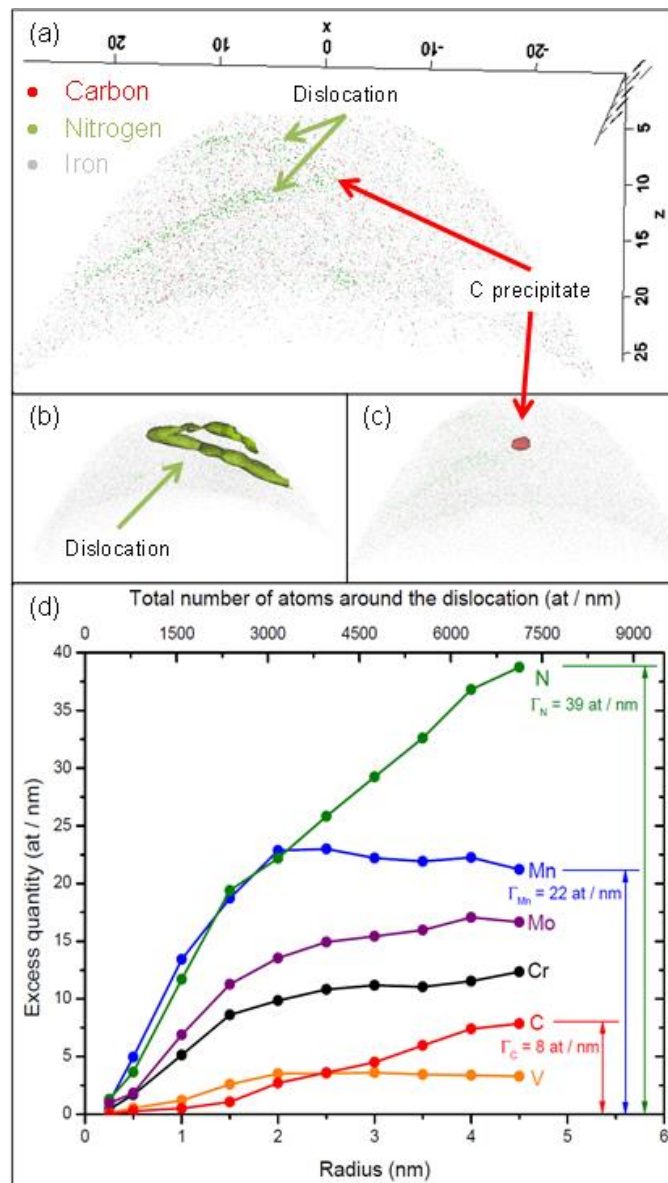 (a)
x
20 10 0 -10 -20
Carbon
Nitrogen
Iron
Dislocation
5
10
15
20
25
z
C precipitate
(b)
Dislocation
(c)
(d)
Total number of atoms around the dislocation (at / nm)
0 1500 3000 4500 6000 7500 9000
40
35
30
25
20
15
10
5
0
Excess quantity (at / nm)
N
ΓN = 39 at / nm
Mn
ΓMn = 22 at / nm
Mo
Cr
C
ΓC = 8 at / nm
V
0 1 2 3 4 5 6
Radius (nm)